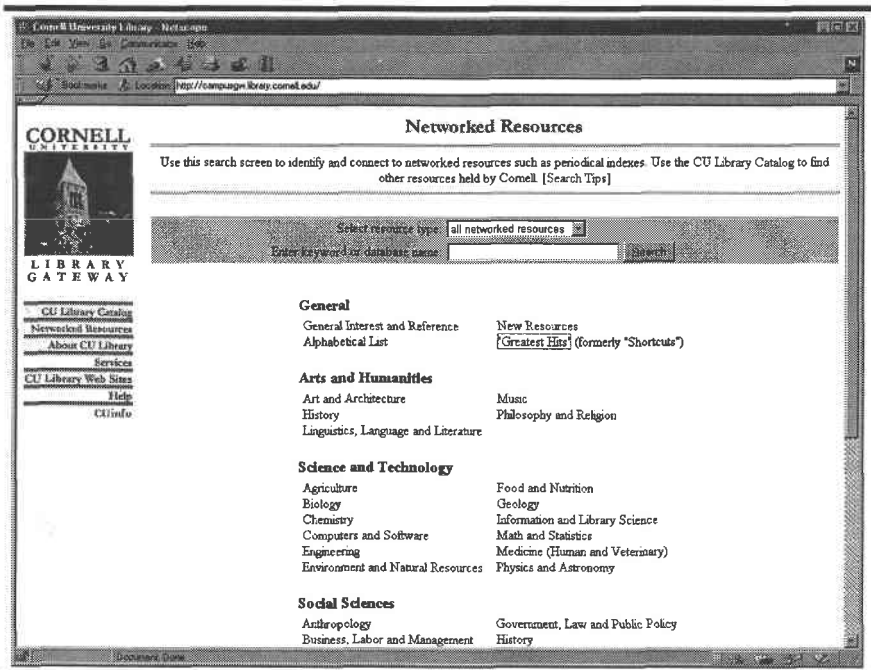 Cornell University Library - Netscape
File Edit View Go Communicator Help
Bookmarks Location: http://campusgw.library.cornell.edu/
CORNELL
UNIVERSITY
LIBRARY
GATEWAY
CU Library Catalog
Networked Resources
About CU Library
Services
CU Library Web Sites
Help
CUinfo
Networked Resources
Use this search screen to identify and connect to networked resources such as periodical indexes. Use the CU Library Catalog to find
other resources held by Cornell. [Search Tips]
Select resource type: all networked resources
Enter keyword or database name: Search
General
General Interest and Reference New Resources
Alphabetical List "Greatest Hits" (formerly "Shortcuts")
Arts and Humanities
Art and Architecture Music
History Philosophy and Religion
Linguistics, Language and Literature
Science and Technology
Agriculture Food and Nutrition
Biology Geology
Chemistry Information and Library Science
Computers and Software Math and Statistics
Engineering Medicine (Human and Veterinary)
Environment and Natural Resources Physics and Astronomy
Social Sciences
Anthropology Government, Law and Public Policy
Business, Labor and Management History
Document: Done